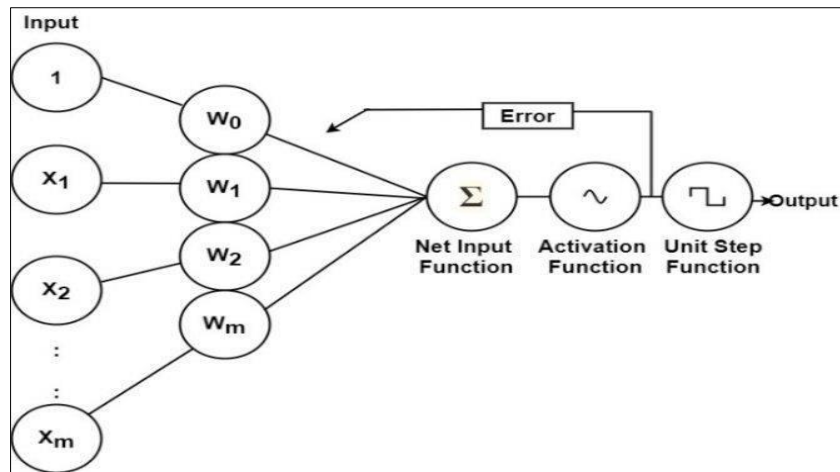 Input
1
X1
X2
:
:
Xm
W0
W1
W2
Wm
Error
Σ
Net Input
Function
Activation
Function
Unit Step
Function
Output